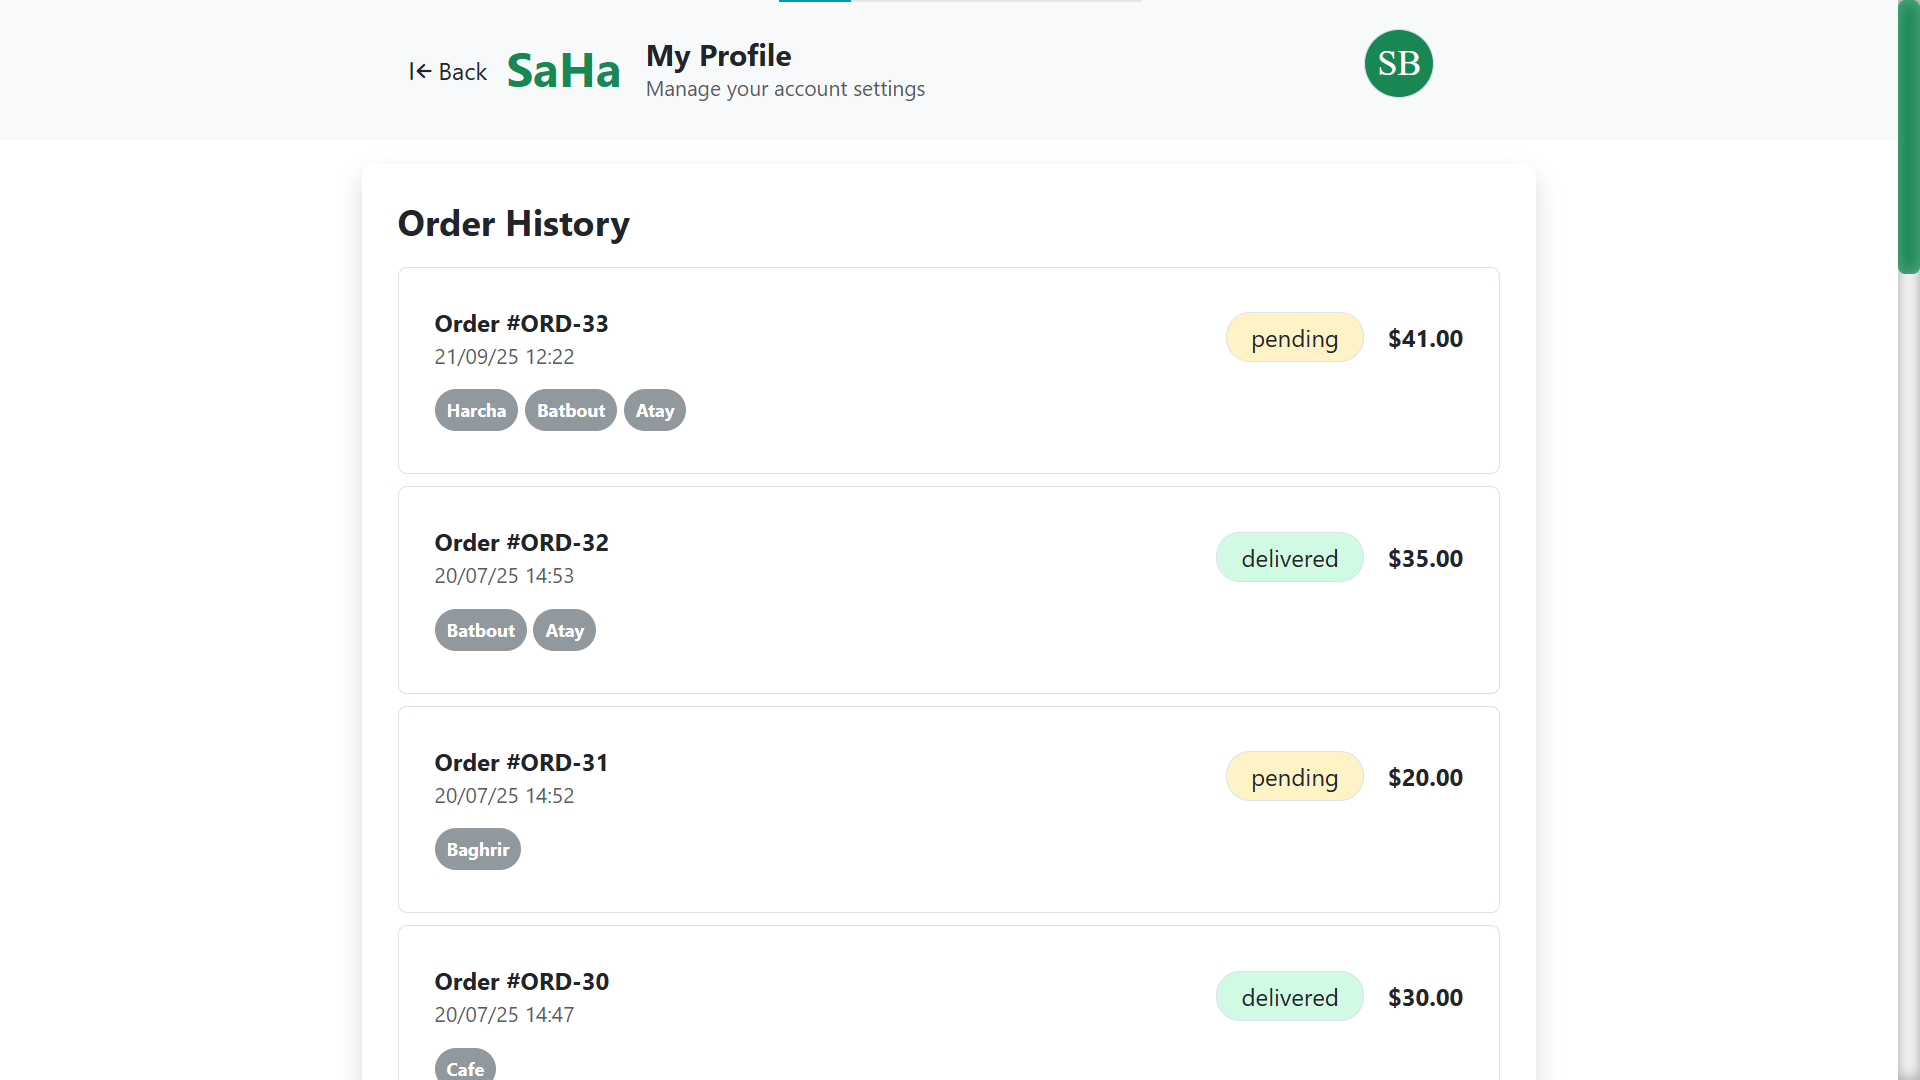 Back
SaHa
My Profile
Manage your account settings
SB
Order History
Order #ORD-33
21/09/25 12:22
pending
$41.00
Harcha Batbout Atay
Order #ORD-32
20/07/25 14:53
delivered
$35.00
Batbout Atay
Order #ORD-31
20/07/25 14:52
pending
$20.00
Baghrir
Order #ORD-30
20/07/25 14:47
delivered
$30.00
Cafe